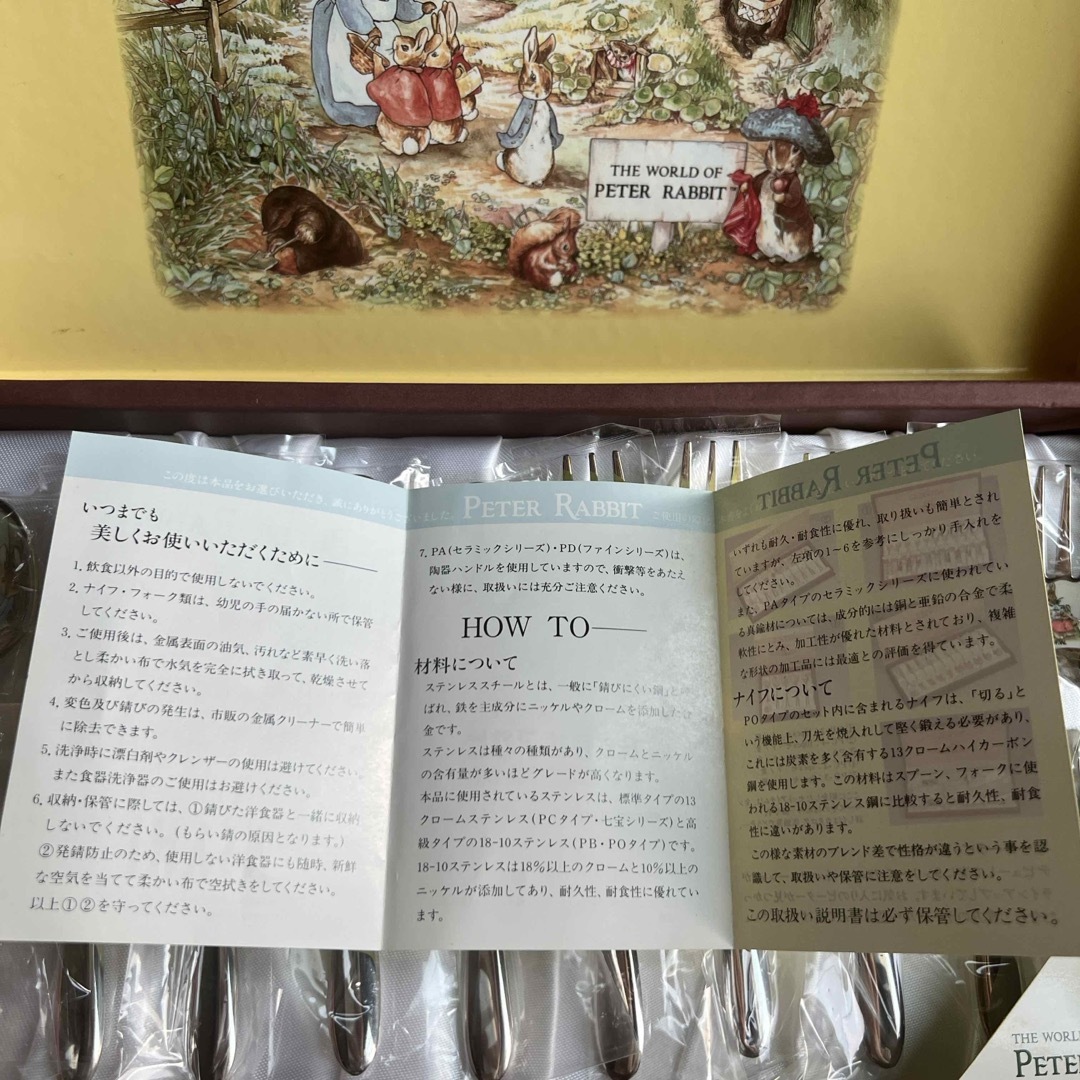 THE WORLD OF
PETER RABBIT™
この度は本品をお選びいただき、誠にありがとうございました。
いつまでも
美しくお使いいただくために――
1. 飲食以外の目的で使用しないでください。
2. ナイフ・フォーク類は、幼児の手の届かない所で保管
してください。
3. ご使用後は、金属表面の油気、汚れなど素早く洗い落
とし柔かい布で水気を完全に拭き取って、乾燥させて
から収納してください。
4. 変色及び錆びの発生は、市販の金属クリーナーで簡単
に除去できます。
5. 洗浄時に漂白剤やクレンザーの使用は避けてください。
また食器洗浄器のご使用はお避けください。
6. 収納・保管に際しては、①錆びた洋食器と一緒に収納
しないでください。(もらい錆の原因となります。)
②発錆防止のため、使用しない洋食器にも随時、新鮮
な空気を当てて柔かい布で空拭きをしてください。
以上①②を守ってください。
PETER RABBIT
7. PA(セラミックシリーズ)・PD(ファインシリーズ)は、
陶器ハンドルを使用していますので、衝撃等をあたえ
ない様に、取扱いには充分ご注意ください。
HOW TO――
材料について
ステンレススチールとは、一般に「錆びにくい鋼」と呼
ばれ、鉄を主成分にニッケルやクロームを添加した合
金です。
ステンレスは種々の種類があり、クロームとニッケル
の含有量が多いほどグレードが高くなります。
本品に使用されているステンレスは、標準タイプの13
クロームステンレス(PCタイプ・七宝シリーズ)と高
級タイプの18-10ステンレス(PB・POタイプ)です。
18-10ステンレスは18%以上のクロームと10%以上の
ニッケルが添加してあり、耐久性、耐食性に優れてい
ます。
いずれも耐久・耐食性に優れ、取り扱いも簡単とされ
ていますが、左項の1~6を参考にしっかり手入れを
してください。
また、PAタイプのセラミックシリーズに使われてい
る真鍮材については、成分的には銅と亜鉛の合金で柔
軟性にとみ、加工性が優れた材料とされており、複雑
な形状の加工品には最適との評価を得ています。
ナイフについて
POタイプのセット内に含まれるナイフは、「切る」と
いう機能上、刃先を焼入れして堅く鍛える必要があり、
これには炭素を多く含有する13クロームハイカーボン
鋼を使用します。この材料はスプーン、フォークに使
われる18-10ステンレス鋼に比較すると耐久性、耐食
性に違いがあります。
この様な素材のブレンド差で性格が違うという事を認
識して、取扱いや保管に注意をしてください。
この取扱い説明書は必ず保管してください。
THE WORLD
PETE